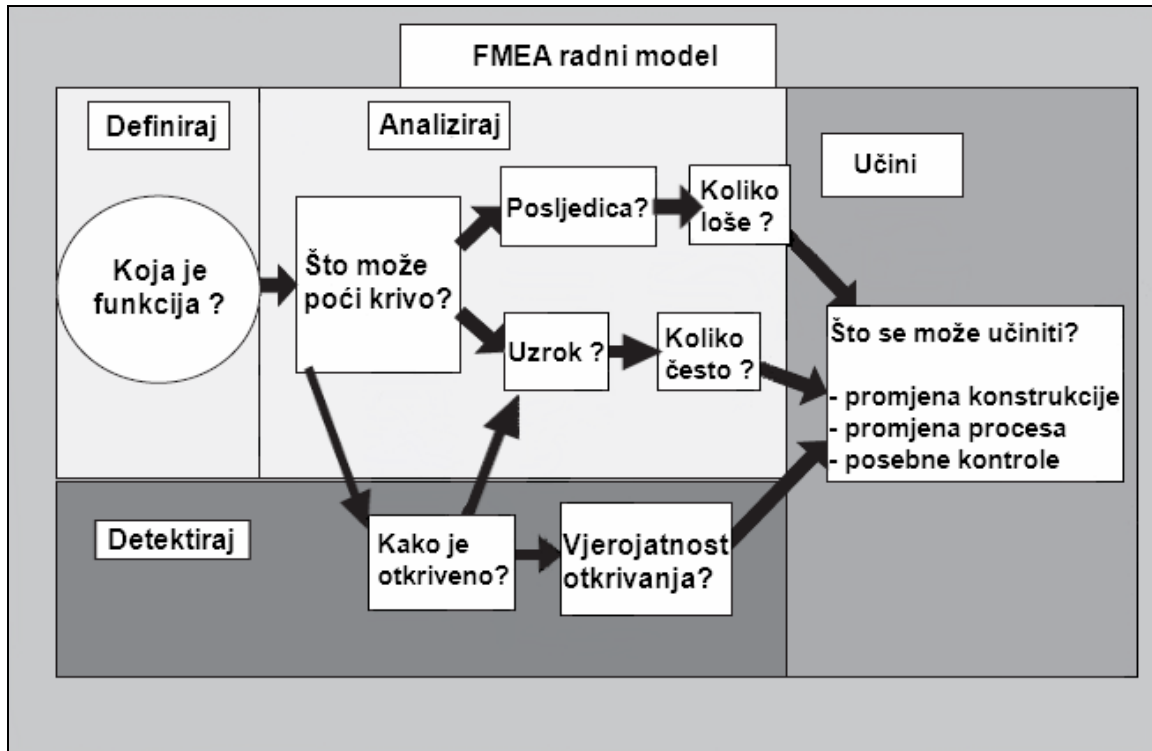 FMEA radni model
Definiraj
Analiziraj
Učini
Koja je
funkcija ?
Što može
poći krivo?
Posljedica?
Koliko
loše ?
Uzrok ?
Koliko
često ?
Što se može učiniti?
- promjena konstrukcije
- promjena procesa
- posebne kontrole
Detektiraj
Kako je
otkriveno?
Vjerojatnost
otkrivanja?